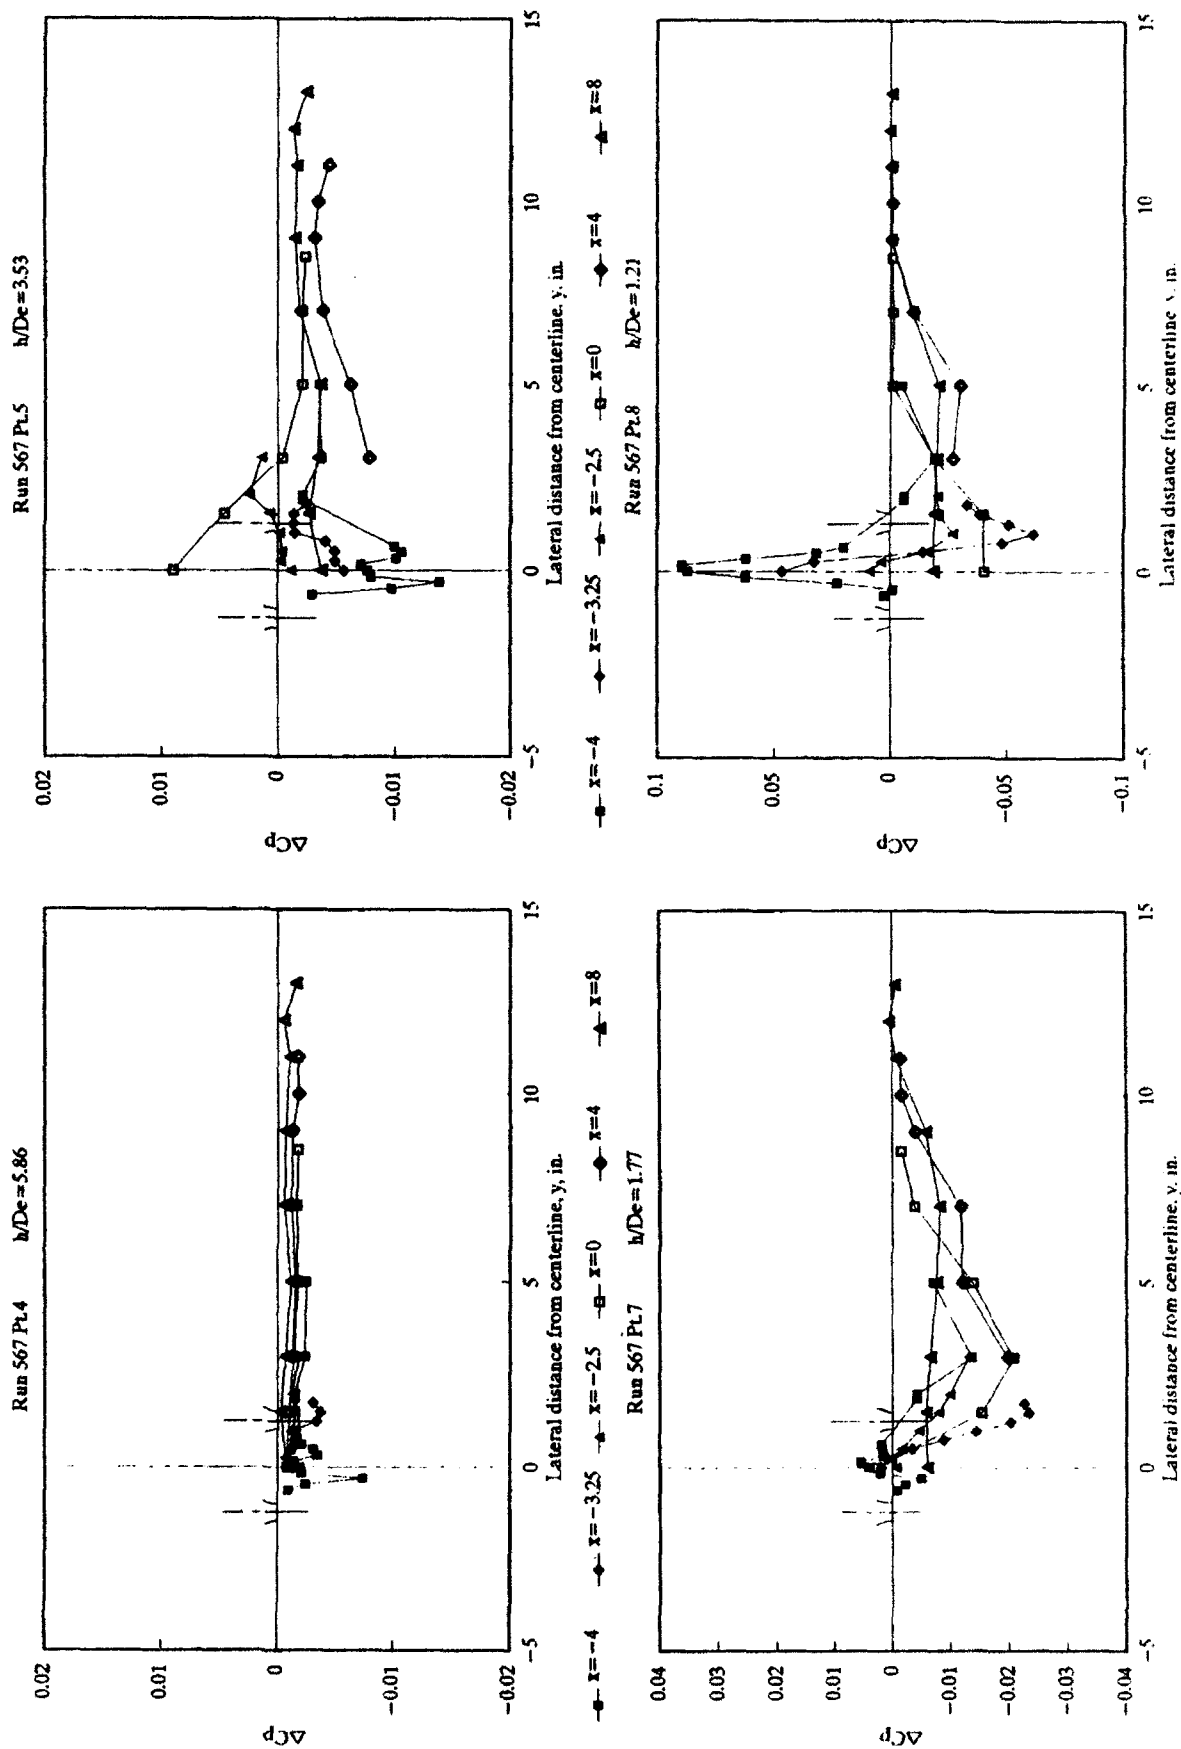 Run 567 Pt.4 h/De=5.86
0.02
0.01
0
−0.01
−0.02
ΔCp
−5 0 5 10 15
Lateral distance from centerline, y, in.
Run 567 Pt.5 h/De=3.53
0.02
0.01
0
−0.01
−0.02
ΔCp
−5 0 5 10 15
Lateral distance from centerline, y, in.
x=−4 x=−3.25 x=−2.5 x=0 x=4 x=8
x=−4 x=−3.25 x=−2.5 x=0 x=4 x=8
Run 567 Pt.7 h/De=1.77
0.04
0.03
0.02
0.01
0
−0.01
−0.02
−0.03
−0.04
ΔCp
−5 0 5 10 15
Lateral distance from centerline, y, in.
Run 567 Pt.8 h/De=1.21
0.1
0.05
0
−0.05
−0.1
ΔCp
−5 0 5 10 15
Lateral distance from centerline, y, in.